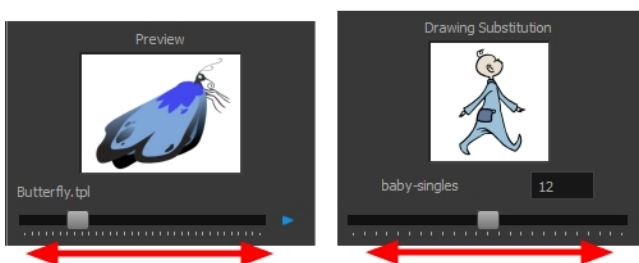 Preview
Butterfly.tpl
Drawing Substitution
baby-singles
12